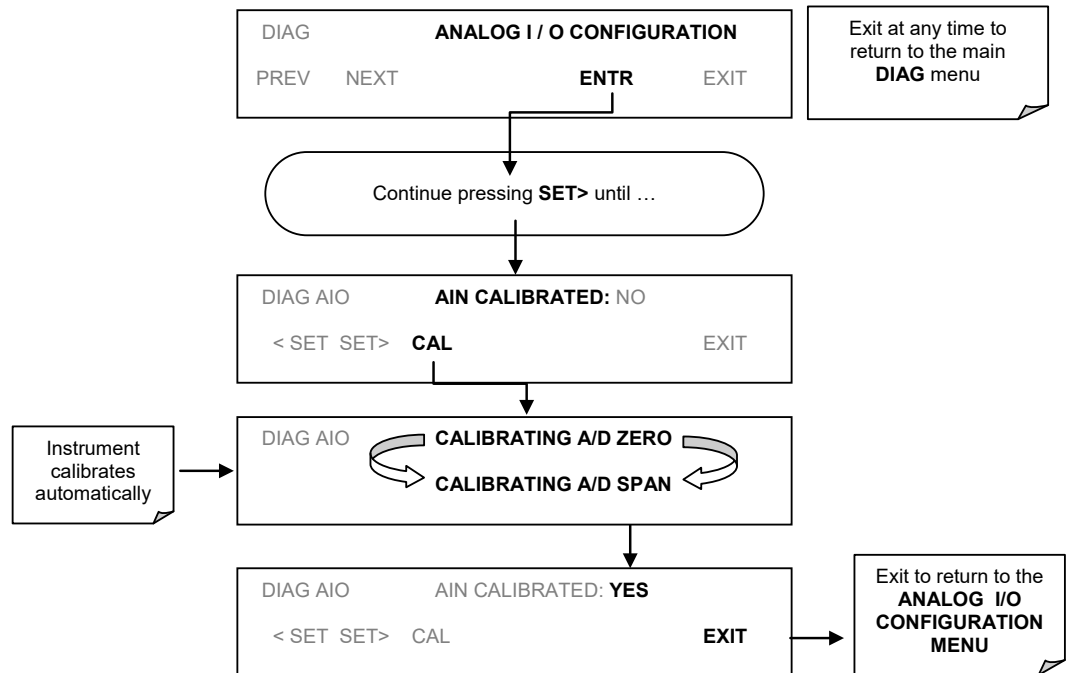 DIAG ANALOG I / O CONFIGURATION
PREV NEXT ENTR EXIT
Exit at any time to
return to the main
DIAG menu
Continue pressing SET> until …
DIAG AIO AIN CALIBRATED: NO
< SET SET> CAL EXIT
Instrument
calibrates
automatically
DIAG AIO CALIBRATING A/D ZERO
CALIBRATING A/D SPAN
DIAG AIO AIN CALIBRATED: YES
< SET SET> CAL EXIT
Exit to return to the
ANALOG I/O
CONFIGURATION
MENU